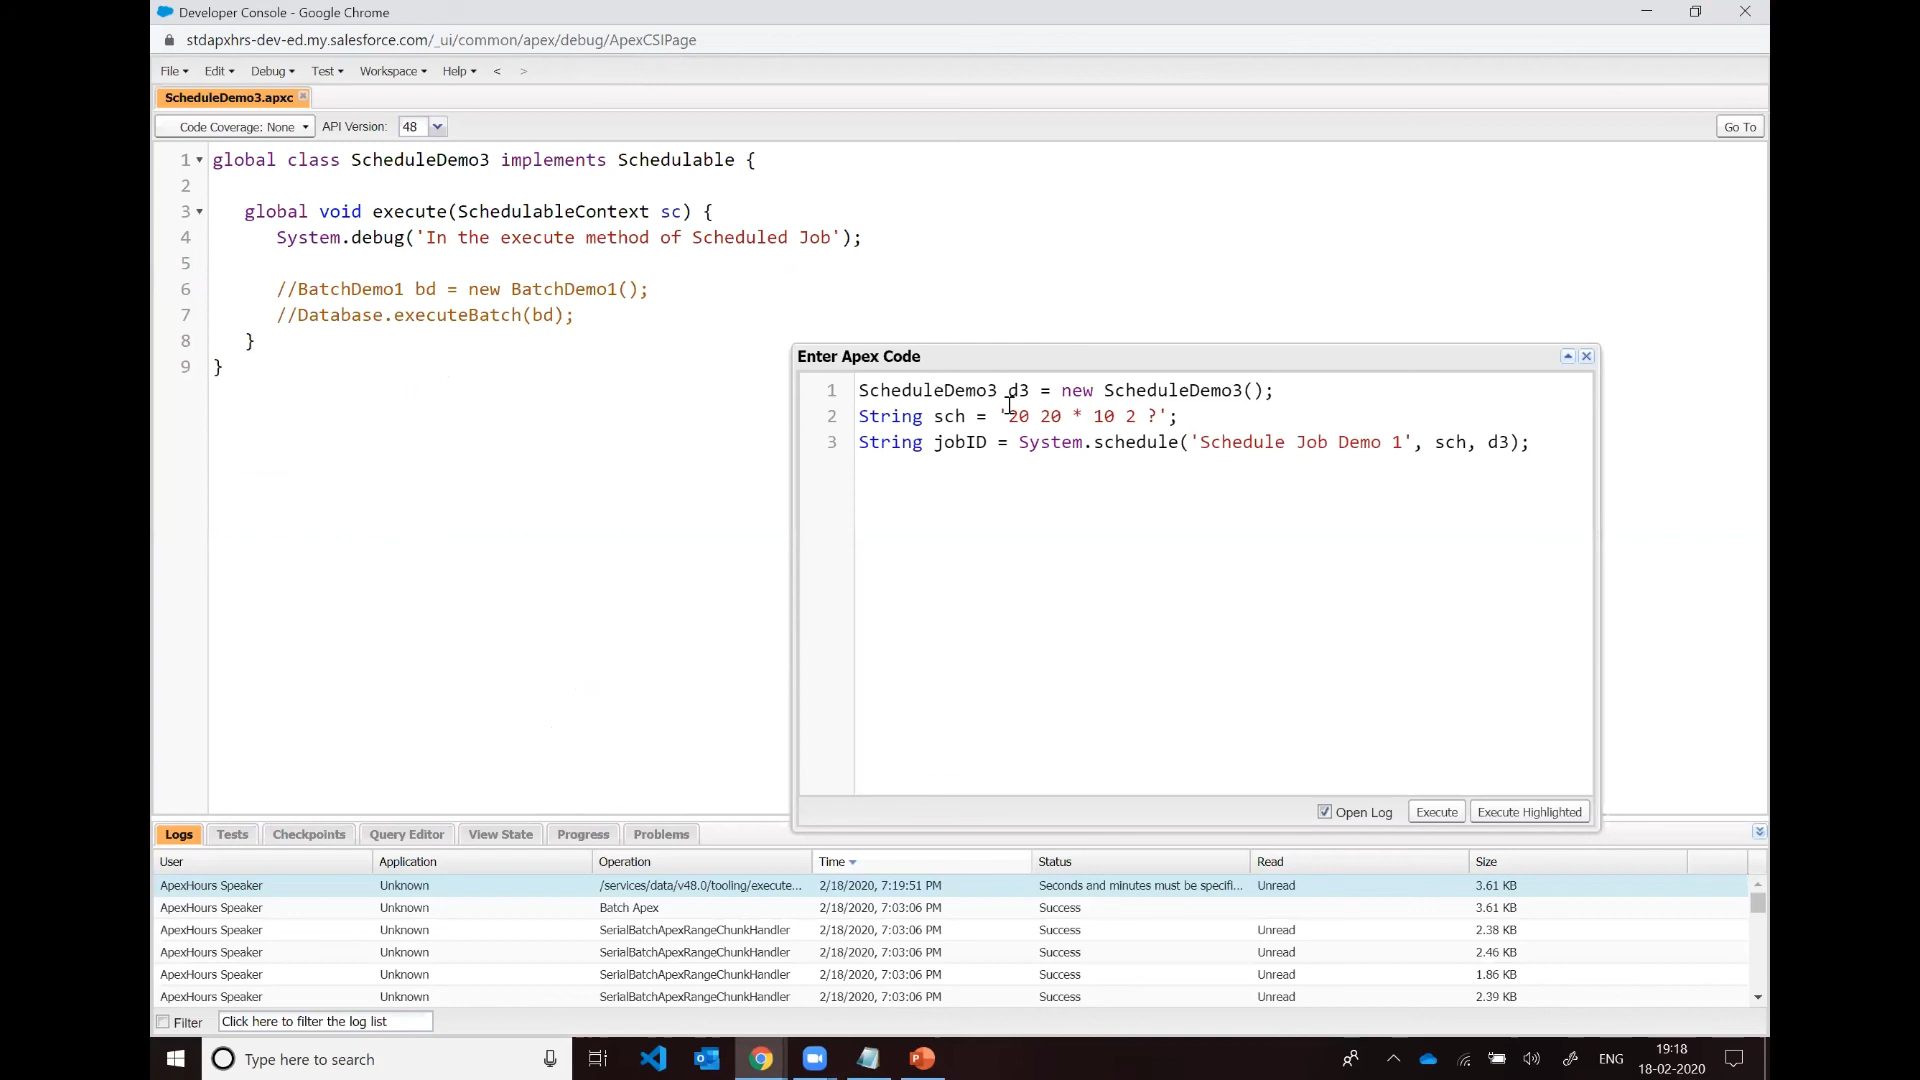 Developer Console - Google Chrome
stdapxhrs-dev-ed.my.salesforce.com/_ui/common/apex/debug/ApexCSIPage
File Edit Debug Test Workspace Help < >
ScheduleDemo3.apxc
Code Coverage: None API Version: 48 Go To
1 global class ScheduleDemo3 implements Schedulable {
2
3 global void execute(SchedulableContext sc) {
4 System.debug('In the execute method of Scheduled Job');
5
6 //BatchDemo1 bd = new BatchDemo1();
7 //Database.executeBatch(bd);
8 }
9 }
Enter Apex Code
1 ScheduleDemo3 d3 = new ScheduleDemo3();
2 String sch = '20 20 * 10 2 ?';
3 String jobID = System.schedule('Schedule Job Demo 1', sch, d3);
Open Log Execute Execute Highlighted
Logs Tests Checkpoints Query Editor View State Progress Problems
User Application Operation Time Status Read Size
ApexHours Speaker Unknown /services/data/v48.0/tooling/execute... 2/18/2020, 7:19:51 PM Seconds and minutes must be specifi... Unread 3.61 KB
ApexHours Speaker Unknown Batch Apex 2/18/2020, 7:03:06 PM Success 3.61 KB
ApexHours Speaker Unknown SerialBatchApexRangeChunkHandler 2/18/2020, 7:03:06 PM Success Unread 2.38 KB
ApexHours Speaker Unknown SerialBatchApexRangeChunkHandler 2/18/2020, 7:03:06 PM Success Unread 2.46 KB
ApexHours Speaker Unknown SerialBatchApexRangeChunkHandler 2/18/2020, 7:03:06 PM Success Unread 1.86 KB
ApexHours Speaker Unknown SerialBatchApexRangeChunkHandler 2/18/2020, 7:03:06 PM Success Unread 2.39 KB
Filter Click here to filter the log list
Type here to search ENG 19:18
18-02-2020